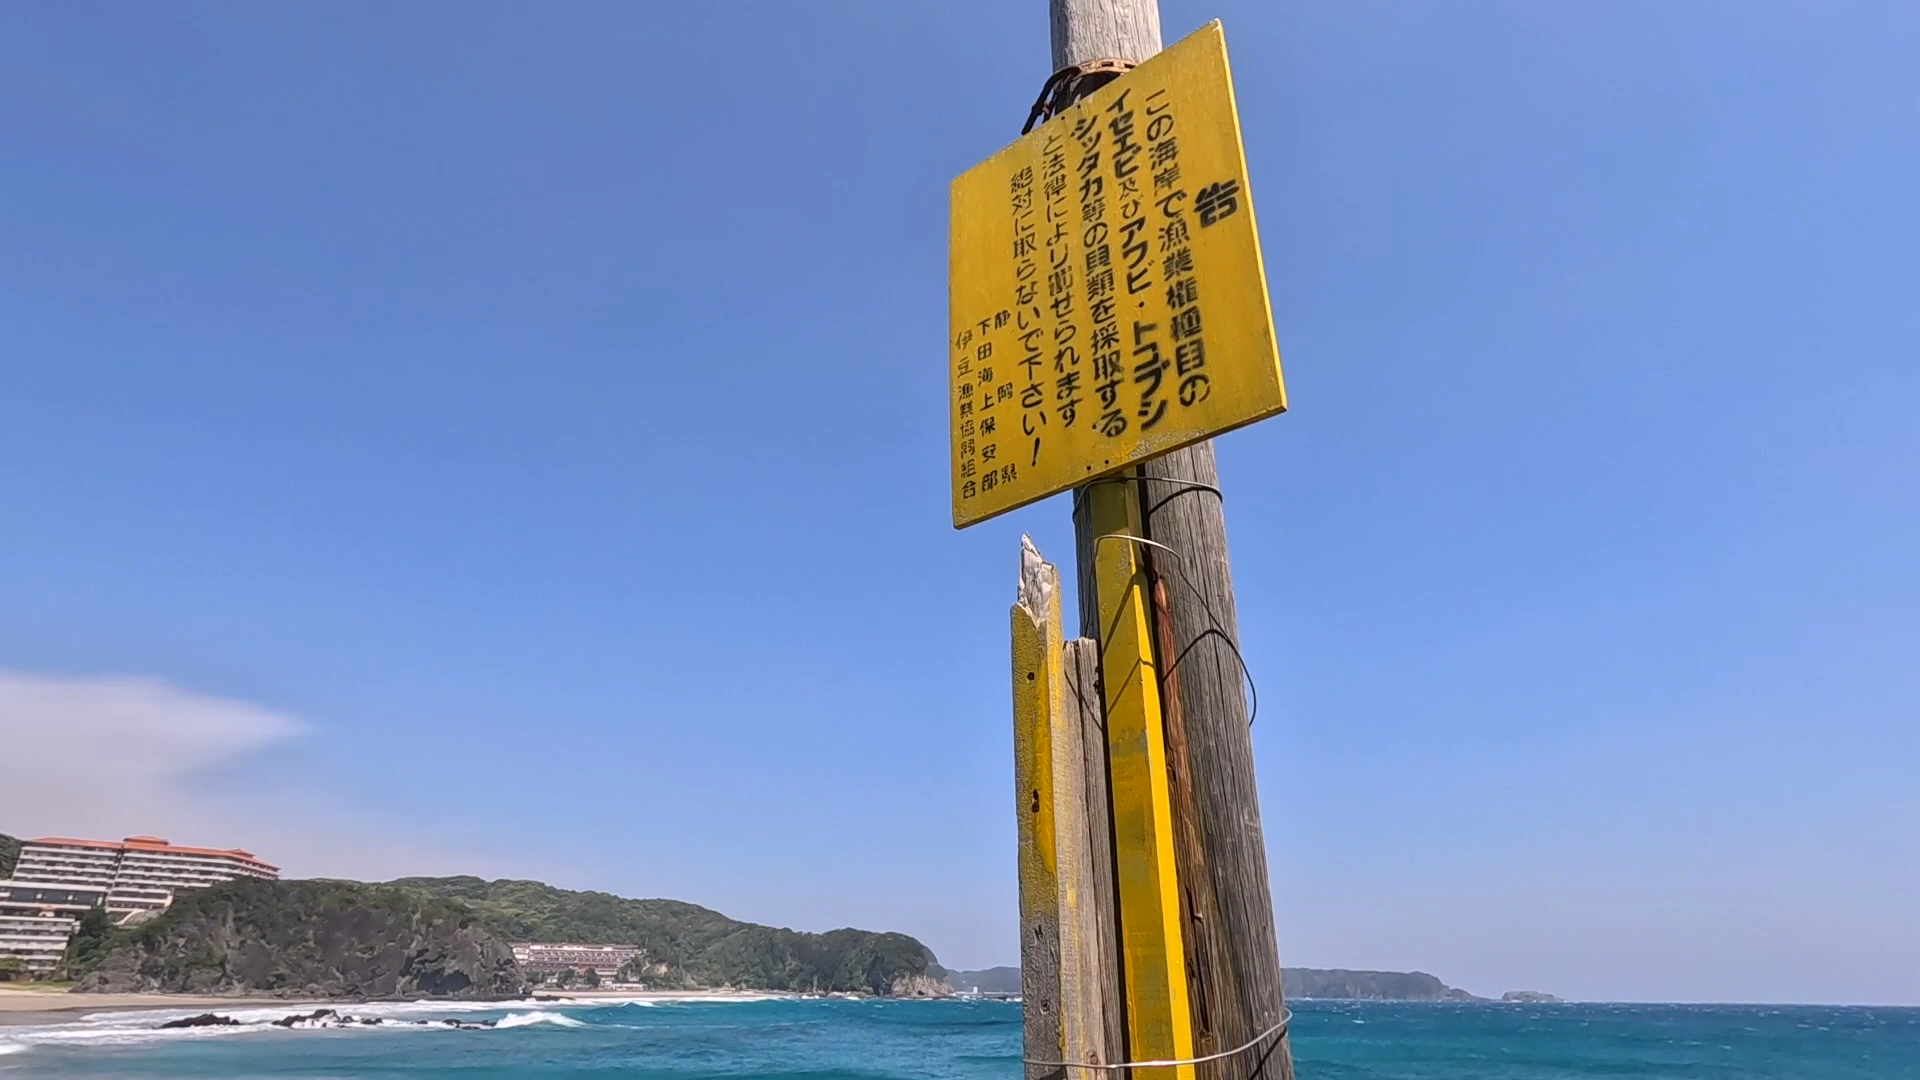 告
この海岸で漁業権種目の
イセエビ及びアワビ・トコブシ
・シッタカ等の貝類を採取する
と法律により罰せられます
絶対に取らないで下さい!
静岡県
下田海上保安部
伊豆漁業協同組合